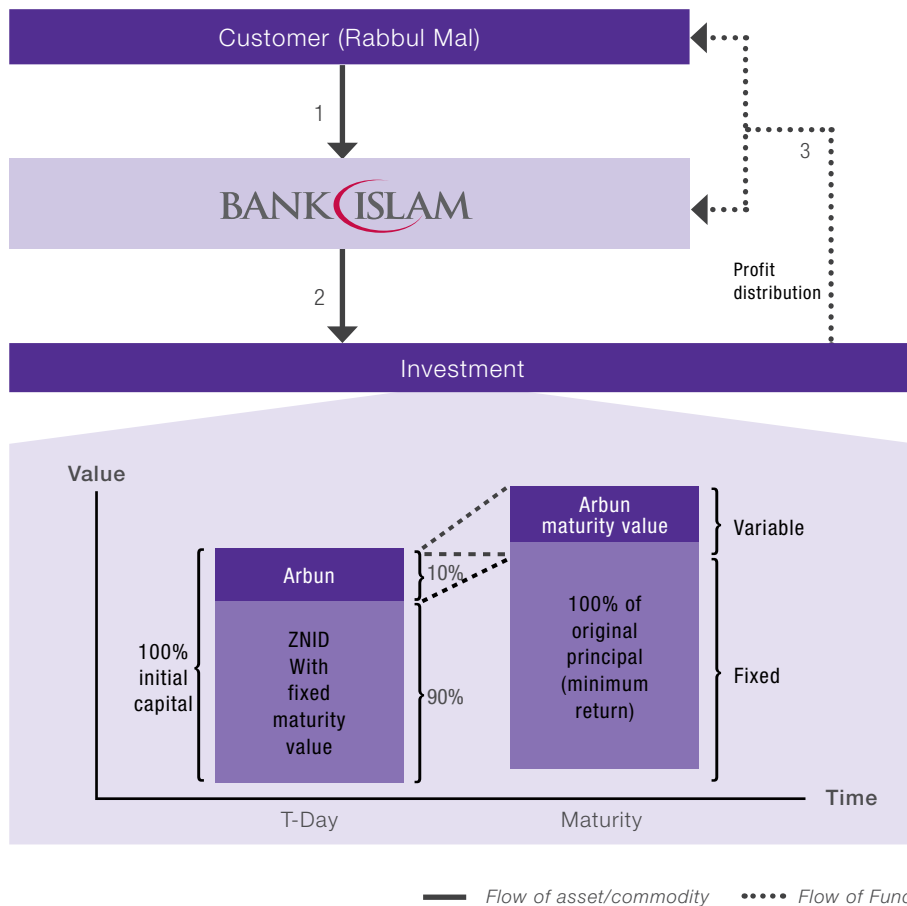 Customer (Rabbul Mal)
1
3
BANK ISLAM
2
Profit
distribution
Investment
Value
Arbun
maturity value
Variable
Arbun
10%
100% of
original
principal
(minimum
return)
ZNID
With
fixed
maturity
value
100%
initial
capital
90%
Fixed
Time
T-Day
Maturity
Flow of asset/commodity
Flow of